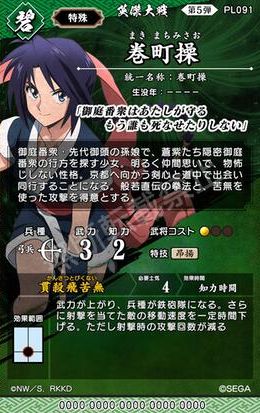 碧
特殊
英傑大戦
第5弾
PL091
まき まちみさお
巻町操
統一名称：巻町操
生没年：----
「御庭番衆はあたしが守る
もう誰も死なせたりしない」
御庭番衆・先代御頭の孫娘で、蒼紫たち隠密御庭
番衆の行方を探す少女。明るく仲間思いで、物怖
じしない性格。京都へ向かう剣心と道中で出会い
同行することになる。般若直伝の拳法と、苦無を
使った攻撃を得意とする。
兵種 武力 知力 武将コスト
弓兵 3 2 特技 昂揚
かんさつとびくない
貫殺飛苦無
必要士気 4
効果時間 知力時間
効果範囲
武力が上がり、兵種が鉄砲隊になる。さら
に射撃を当てた敵の移動速度を一定時間下
げる。ただし射撃時の攻撃回数が減る
©NW/S, RKKD
©SEGA
0000-0000-0000-0000-0000